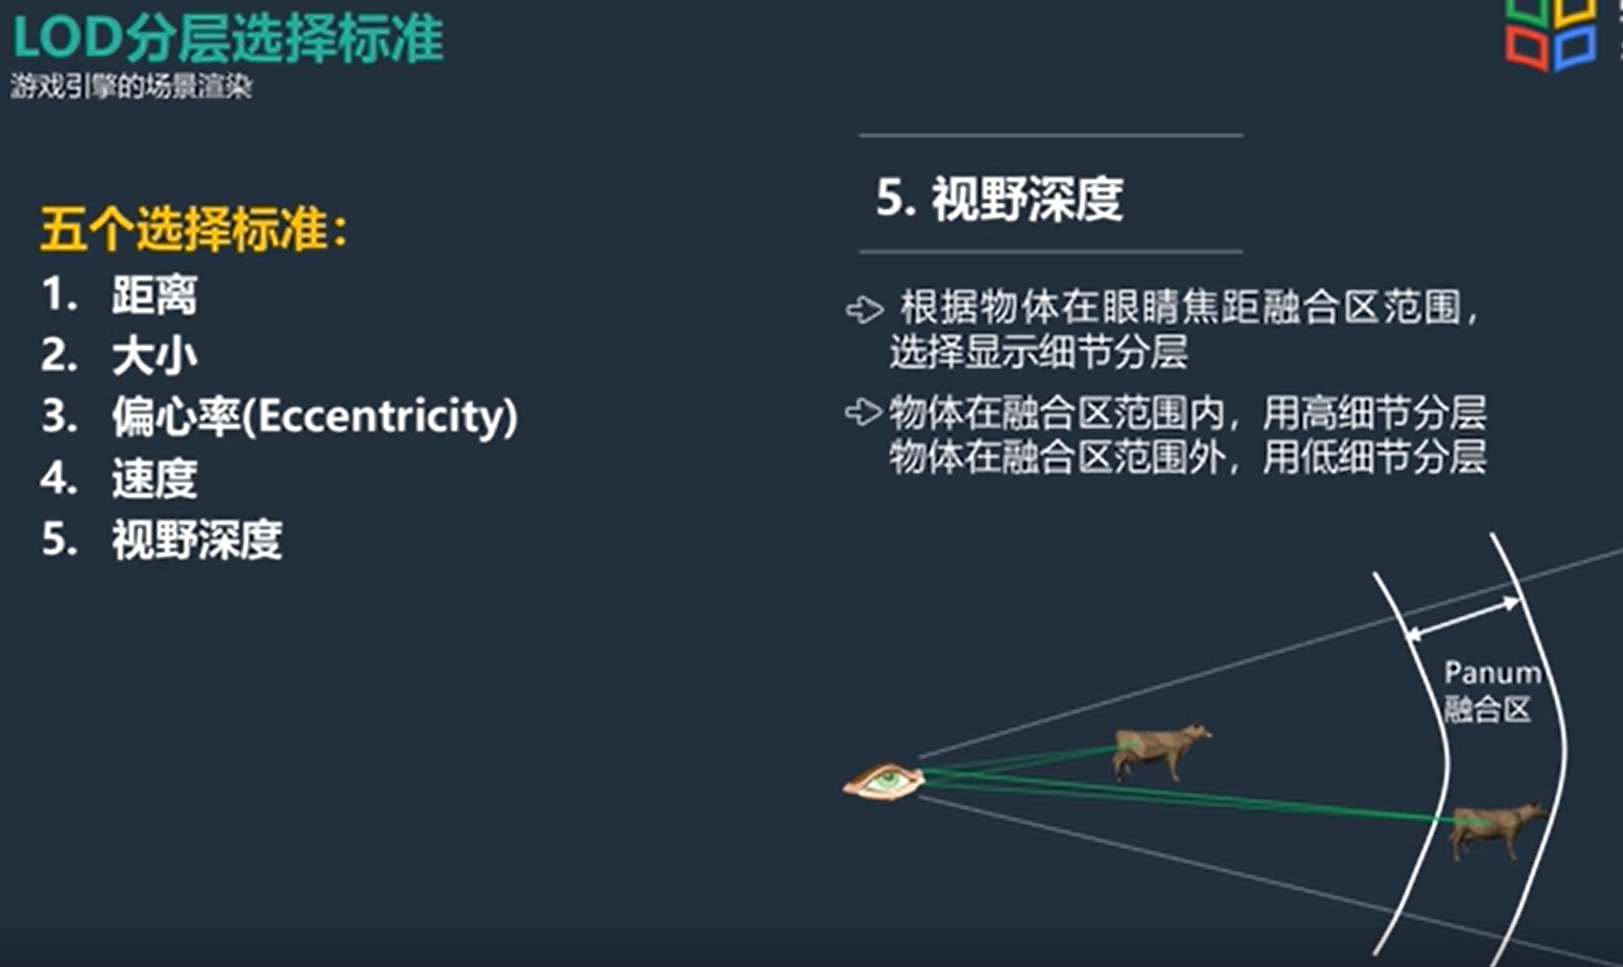 LOD分层选择标准
游戏引擎的场景渲染
五个选择标准：
1. 距离
2. 大小
3. 偏心率(Eccentricity)
4. 速度
5. 视野深度
5. 视野深度
根据物体在眼睛焦距融合区范围，
选择显示细节分层
物体在融合区范围内，用高细节分层
物体在融合区范围外，用低细节分层
Panum
融合区